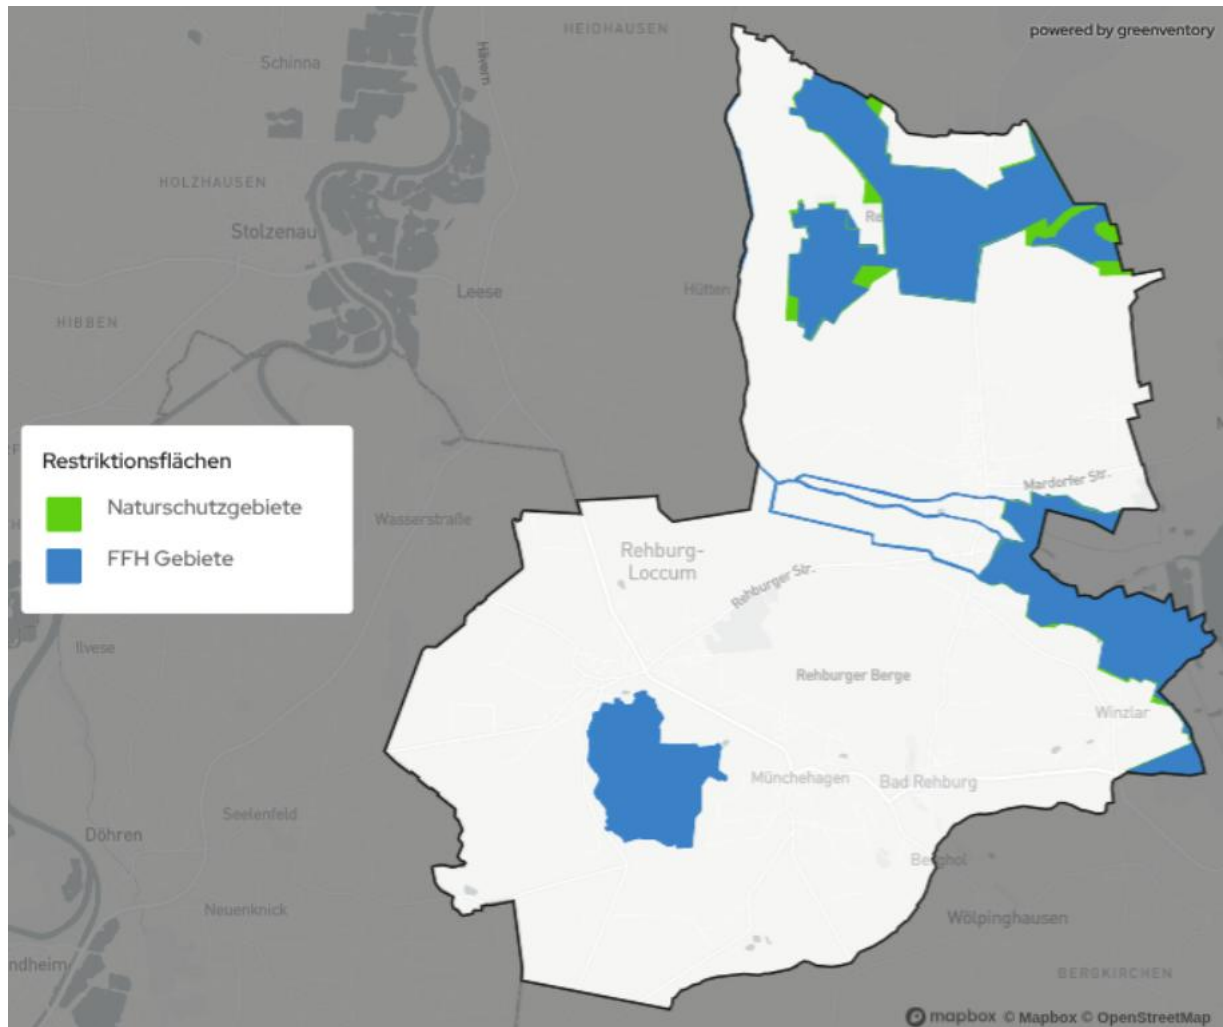 HEIDHAUSEN
powered by greenventory
Schinna
Hävern
HOLZHAUSEN
Stolzenau
Re
Leese
Hütten
HIBBEN
Restriktionsflächen
Naturschutzgebiete
FFH Gebiete
Mardorfer Str.
Wasserstraße
Rehburg-
Loccum
Rehburger Str.
Ilvese
Rehburger Berge
Winzlar
Münchehagen
Bad Rehburg
Seelenfeld
Döhren
Berghol
Neuenknick
Wölpinghausen
ndheim
BERGKIRCHEN
mapbox © Mapbox © OpenStreetMap